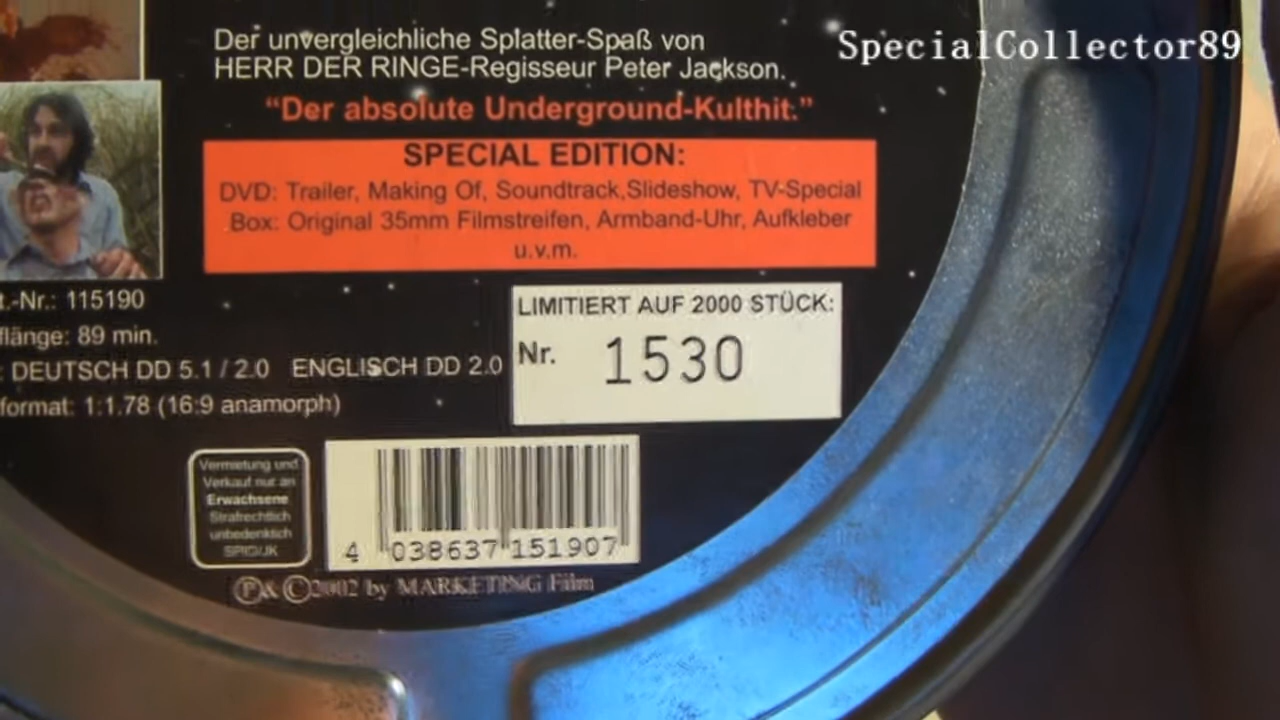 SpecialCollector89
Der unvergleichliche Splatter-Spaß von
HERR DER RINGE-Regisseur Peter Jackson.
“Der absolute Underground-Kulthit.”
SPECIAL EDITION:
DVD: Trailer, Making Of, Soundtrack,Slideshow, TV-Special
Box: Original 35mm Filmstreifen, Armband-Uhr, Aufkleber
u.v.m.
t.-Nr.: 115190
flänge: 89 min.
: DEUTSCH DD 5.1 / 2.0 ENGLISCH DD 2.0
format: 1:1.78 (16:9 anamorph)
LIMITIERT AUF 2000 STÜCK:
Nr. 1530
Vermietung und
Verkauf nur an
Erwachsene
Strafrechtlich
unbedenklich
SPIO/JK
4 038637 151907
℗& ©2002 by MARKETING Film